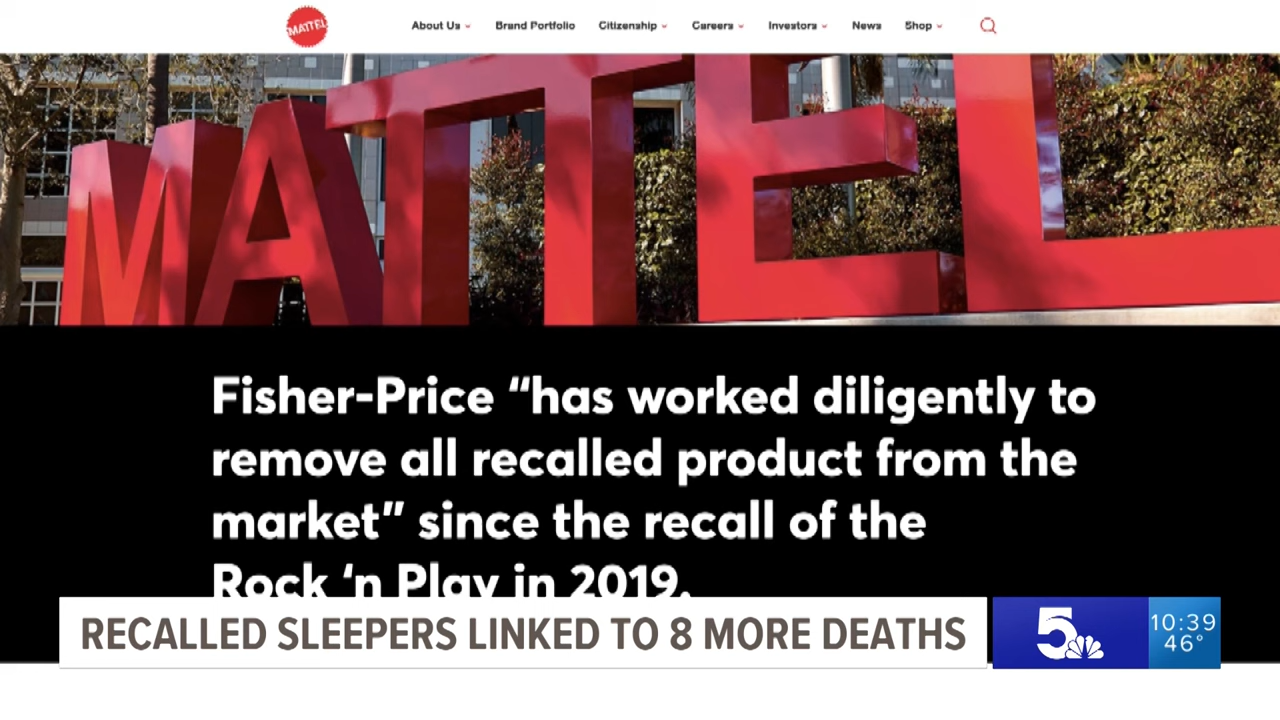 MATTEL
About Us Brand Portfolio Citizenship Careers Investors News Shop
MATTEL
Fisher-Price “has worked diligently to
remove all recalled product from the
market” since the recall of the
Rock ‘n Play in 2019.
RECALLED SLEEPERS LINKED TO 8 MORE DEATHS
5
10:39
46°